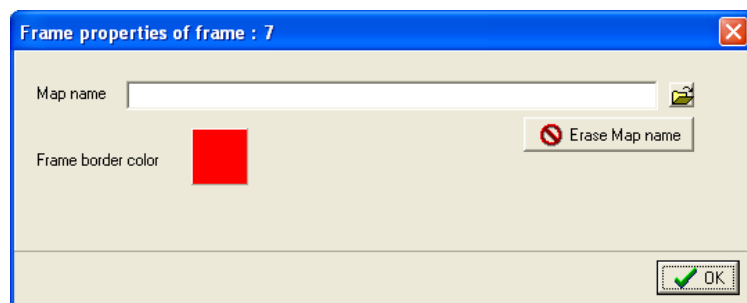 Frame properties of frame : 7
Map name
Erase Map name
Frame border color
OK